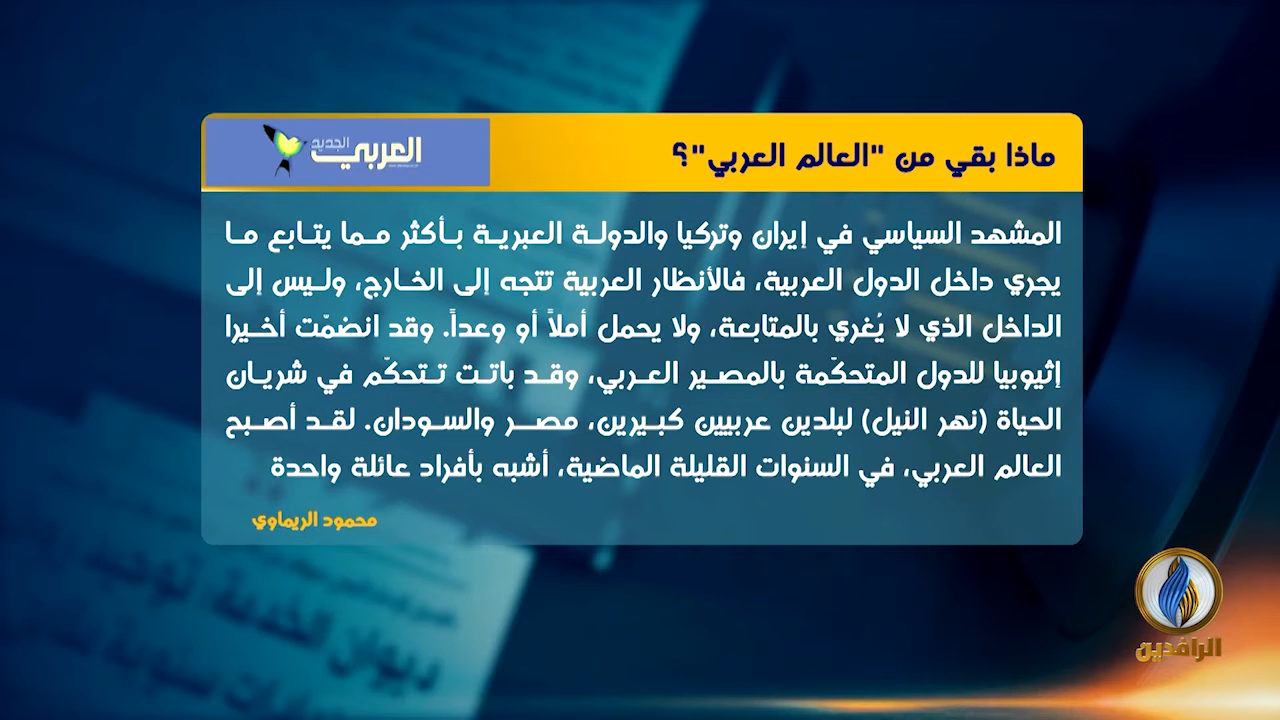 ماذا بقي من "العالم العربي"؟
العربي الجديد
المشهد السياسي في إيران وتركيا والدولة العبرية بأكثر مما يتابع ما
يجري داخل الدول العربية، فالأنظار العربية تتجه إلى الخارج، وليس إلى
الداخل الذي لا يُغري بالمتابعة، ولا يحمل أملاً أو وعداً. وقد انضمّت أخيرا
إثيوبيا للدول المتحكّمة بالمصير العربي، وقد باتت تتحكّم في شريان
الحياة (نهر النيل) لبلدين عربيين كبيرين، مصر والسودان. لقد أصبح
العالم العربي، في السنوات القليلة الماضية، أشبه بأفراد عائلة واحدة
محمود الريماوي
ديوان الخدمة: توحيد
سنوية
الرافدين